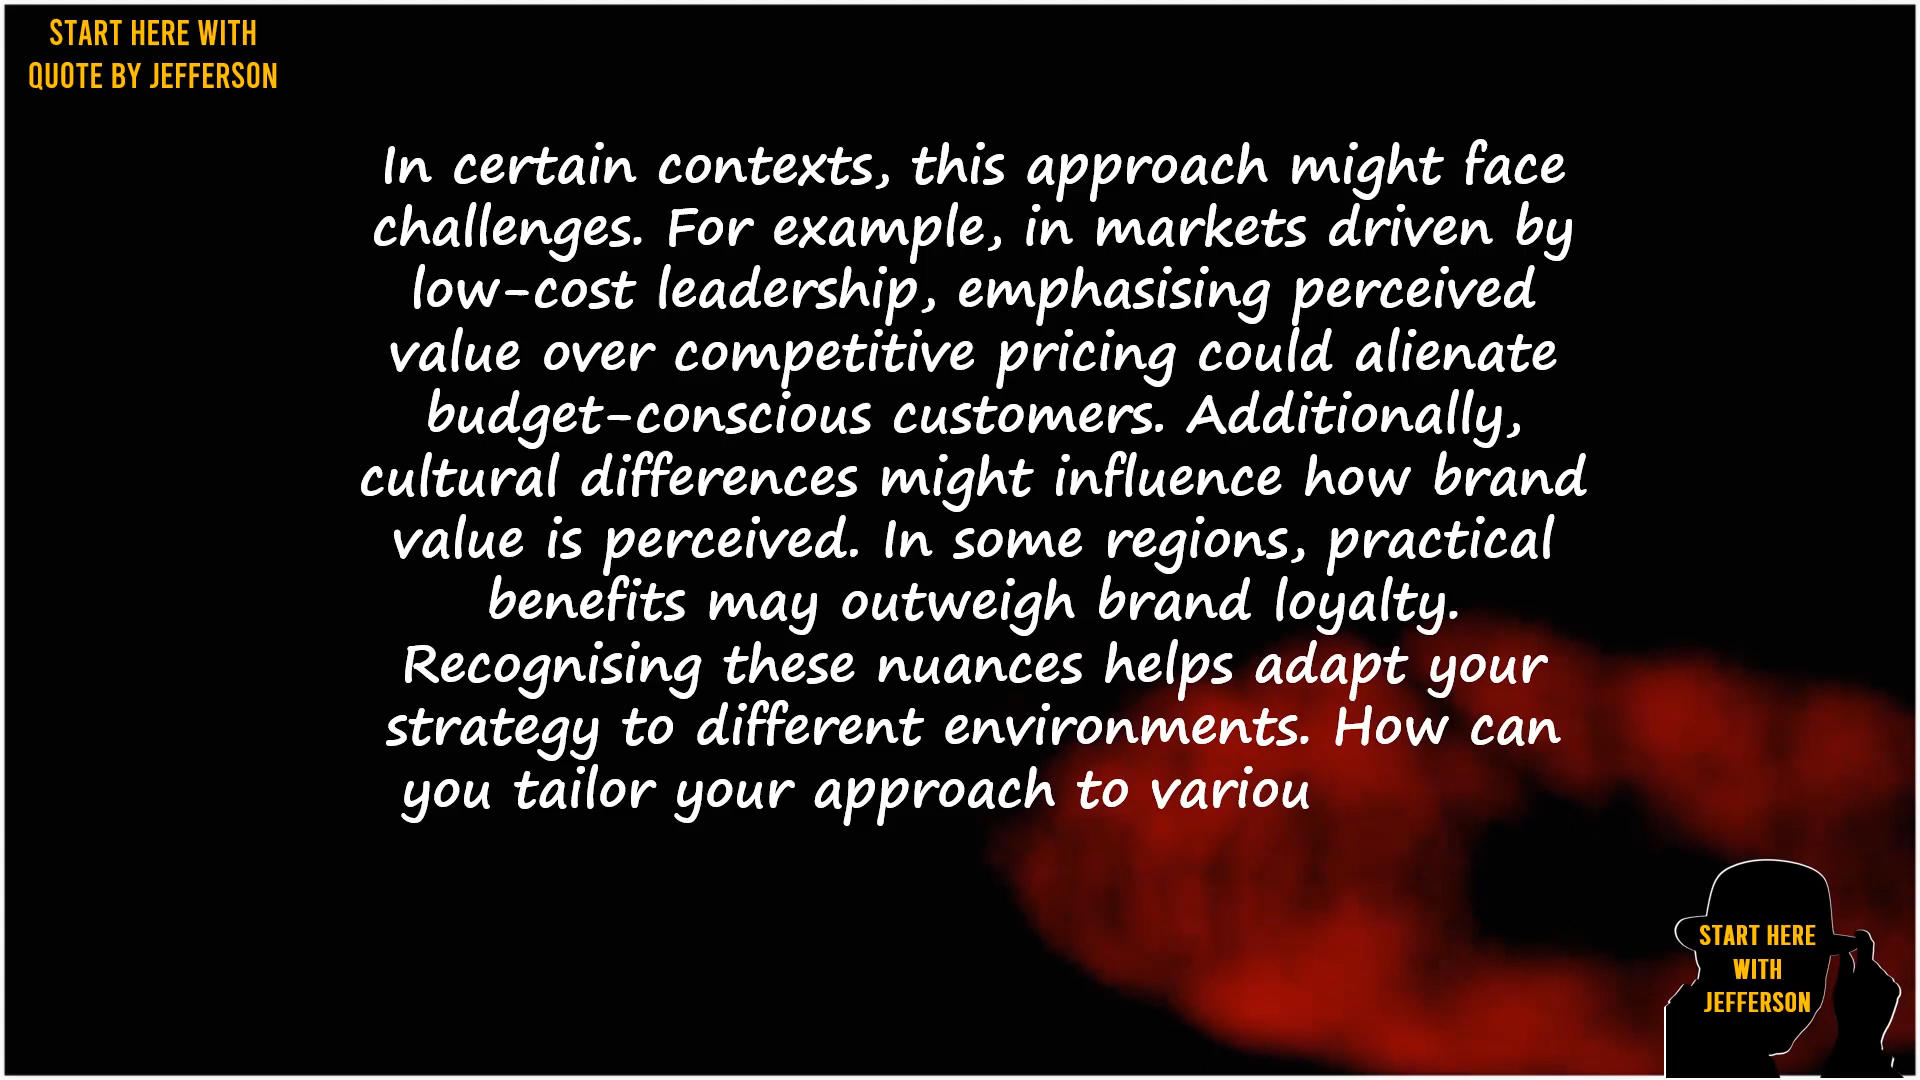 START HERE WITH
QUOTE BY JEFFERSON
In certain contexts, this approach might face
challenges. For example, in markets driven by
low-cost leadership, emphasising perceived
value over competitive pricing could alienate
budget-conscious customers. Additionally,
cultural differences might influence how brand
value is perceived. In some regions, practical
benefits may outweigh brand loyalty.
Recognising these nuances helps adapt your
strategy to different environments. How can
you tailor your approach to variou
START HERE
WITH
JEFFERSON